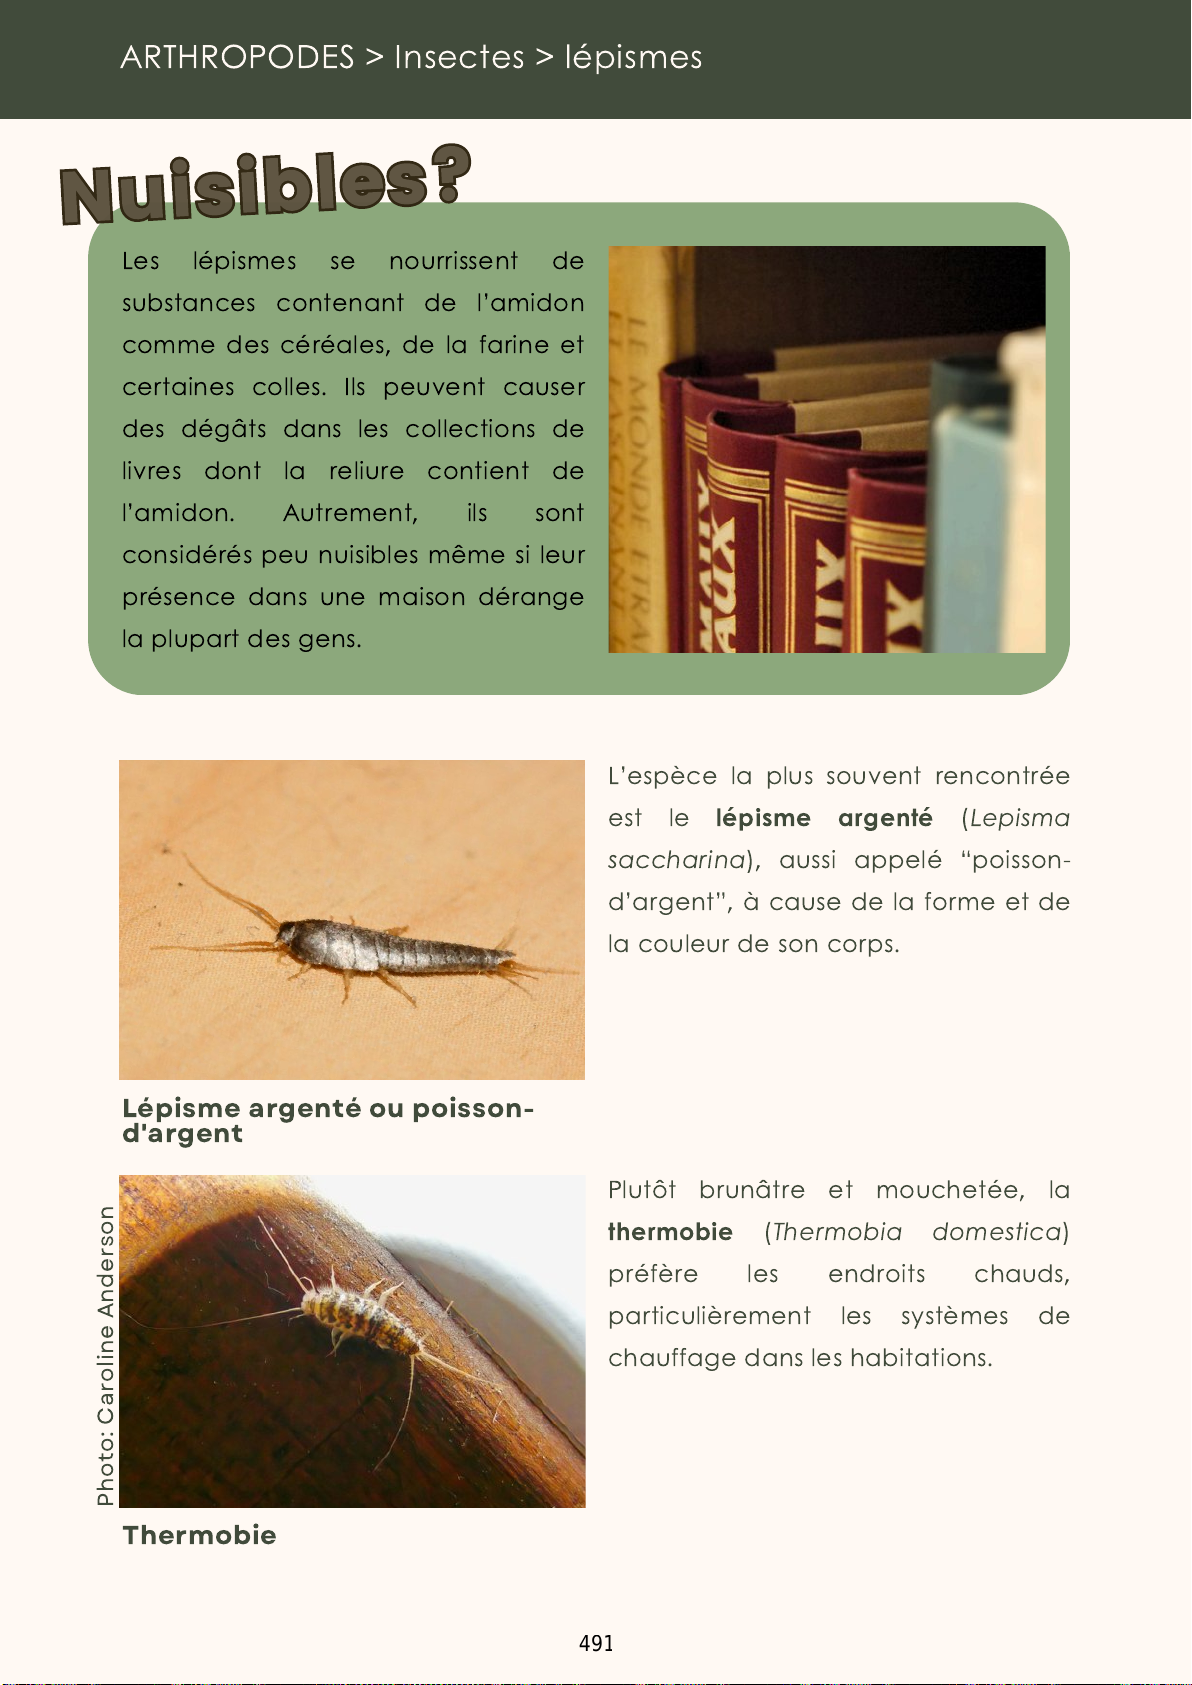 ARTHROPODES > Insectes > lépismes
Nuisibles?
Les lépismes se nourrissent de
substances contenant de l'amidon
comme des céréales, de la farine et
certaines colles. Ils peuvent causer
des dégâts dans les collections de
livres dont la reliure contient de
l'amidon. Autrement, ils sont
considérés peu nuisibles même si leur
présence dans une maison dérange
la plupart des gens.
LE MONDE ETRA
MAIV
AUX
IIX
X
L'espèce la plus souvent rencontrée
est le lépisme argenté (Lepisma
saccharina), aussi appelé “poisson-
d'argent”, à cause de la forme et de
la couleur de son corps.
Lépisme argenté ou poisson-
d'argent
Plutôt brunâtre et mouchetée, la
thermobie (Thermobia domestica)
préfère les endroits chauds,
particulièrement les systèmes de
chauffage dans les habitations.
Photo: Caroline Anderson
Thermobie
491